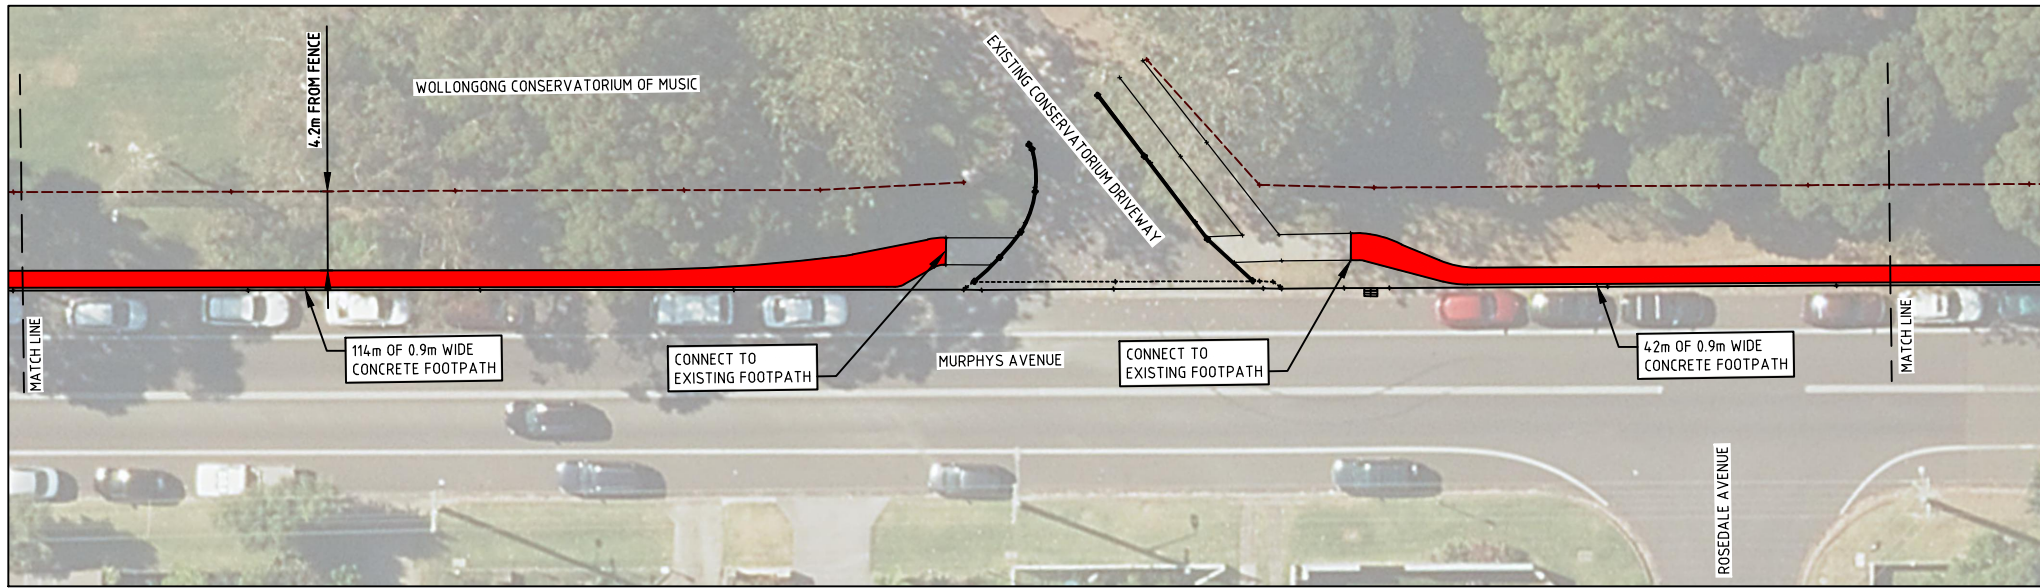 4.2m FROM FENCE
WOLLONGONG CONSERVATORIUM OF MUSIC
EXISTING CONSERVATORIUM DRIVEWAY
MATCH LINE
114m OF 0.9m WIDE
CONCRETE FOOTPATH
CONNECT TO
EXISTING FOOTPATH
MURPHYS AVENUE
CONNECT TO
EXISTING FOOTPATH
42m OF 0.9m WIDE
CONCRETE FOOTPATH
MATCH LINE
ROSEDALE AVENUE